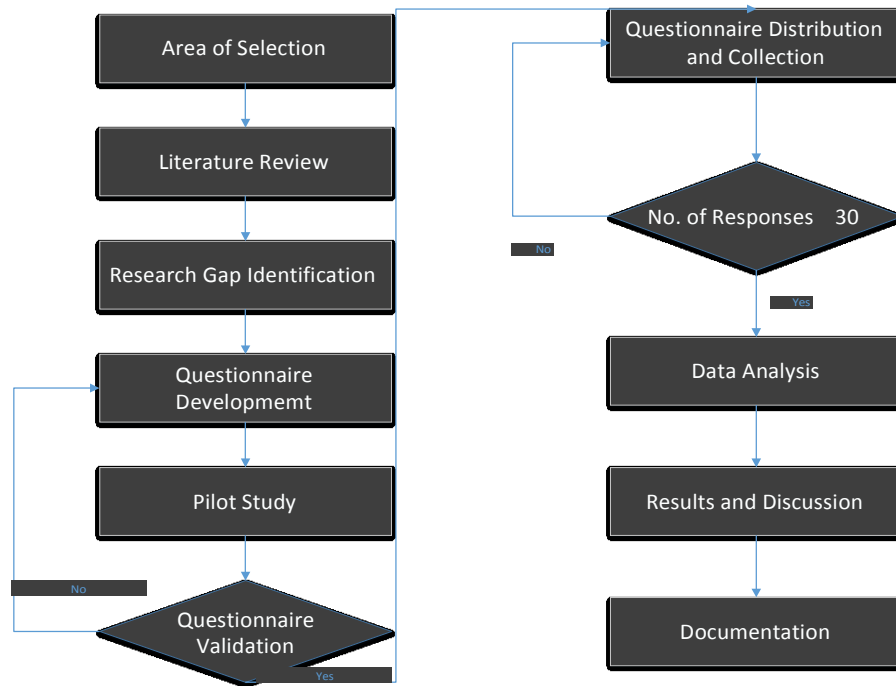 Area of Selection
Literature Review
Research Gap Identification
Questionnaire
Developmemt
Pilot Study
No
Questionnaire
Validation
Yes
Questionnaire Distribution
and Collection
No. of Responses 30
No
Yes
Data Analysis
Results and Discussion
Documentation